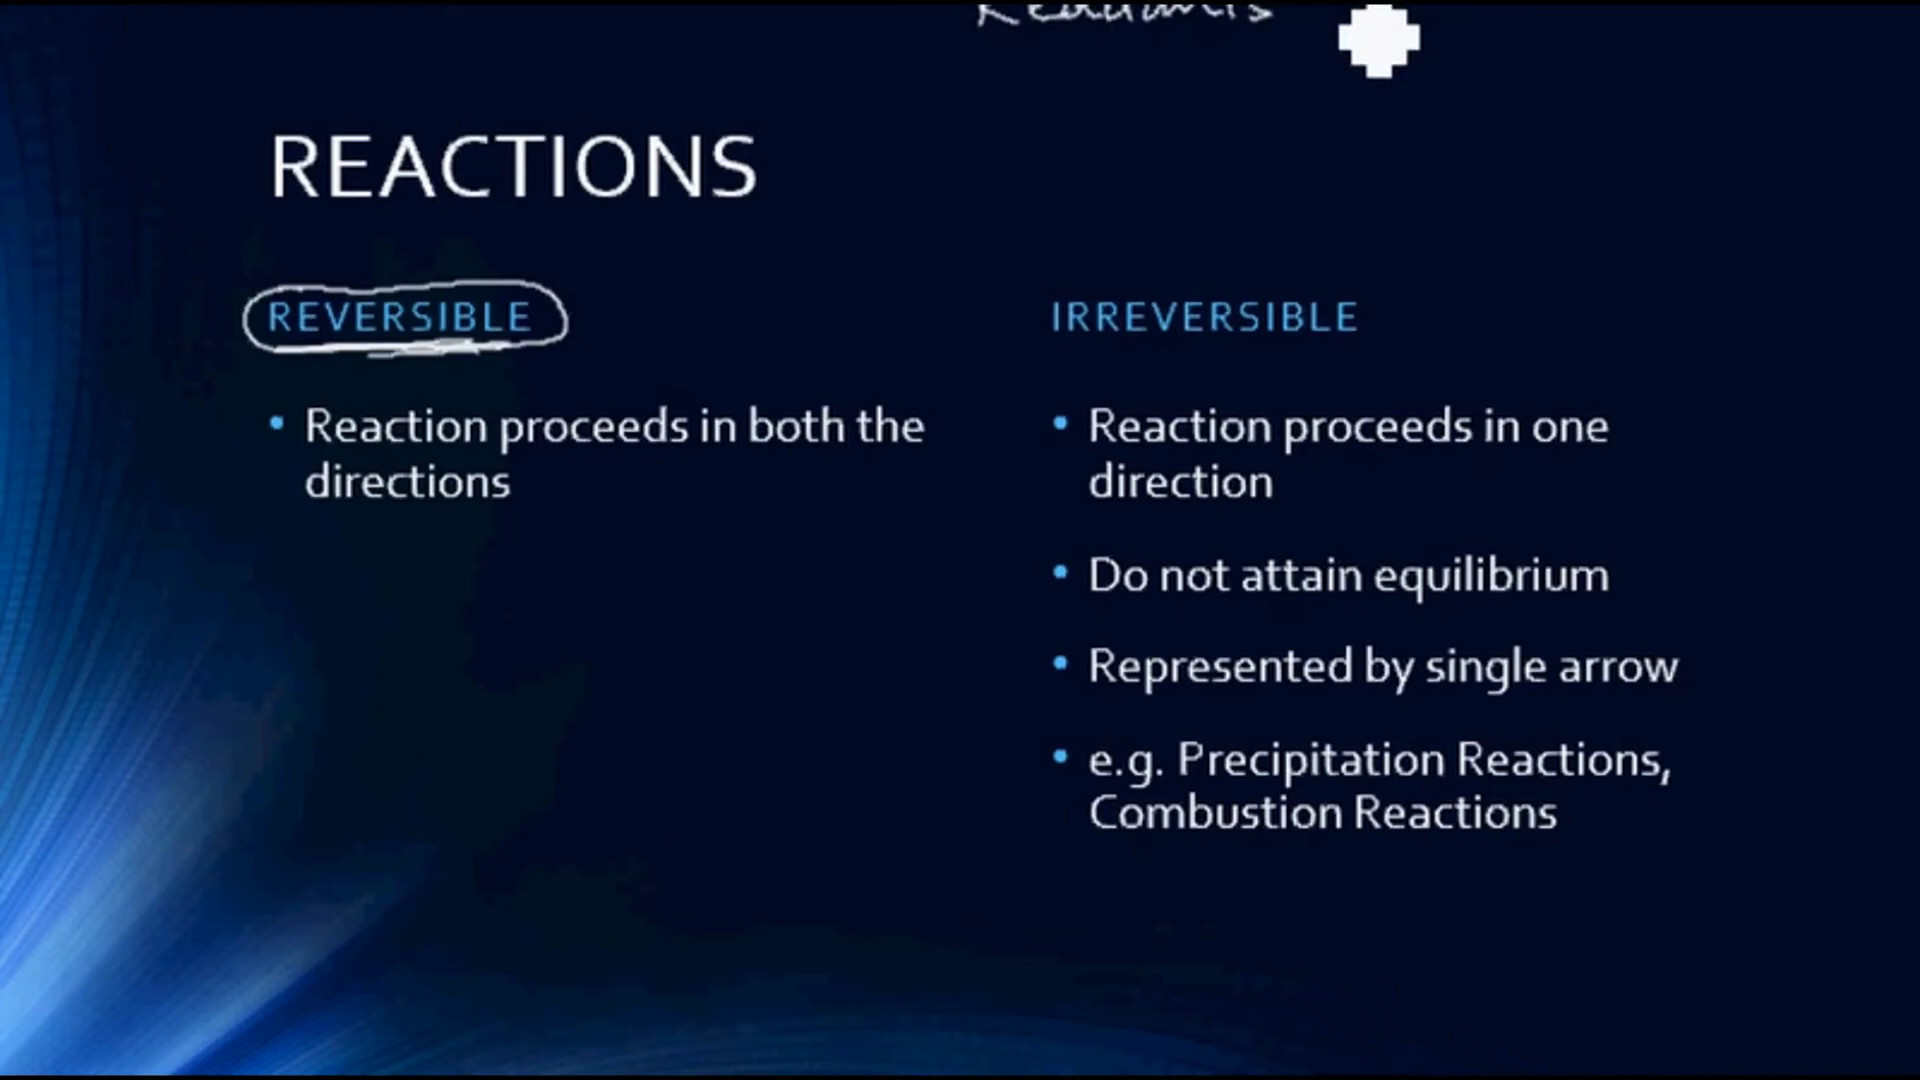 REACTIONS
REVERSIBLE
• Reaction proceeds in both the
directions
IRREVERSIBLE
• Reaction proceeds in one
direction
• Do not attain equilibrium
• Represented by single arrow
• e.g. Precipitation Reactions,
Combustion Reactions